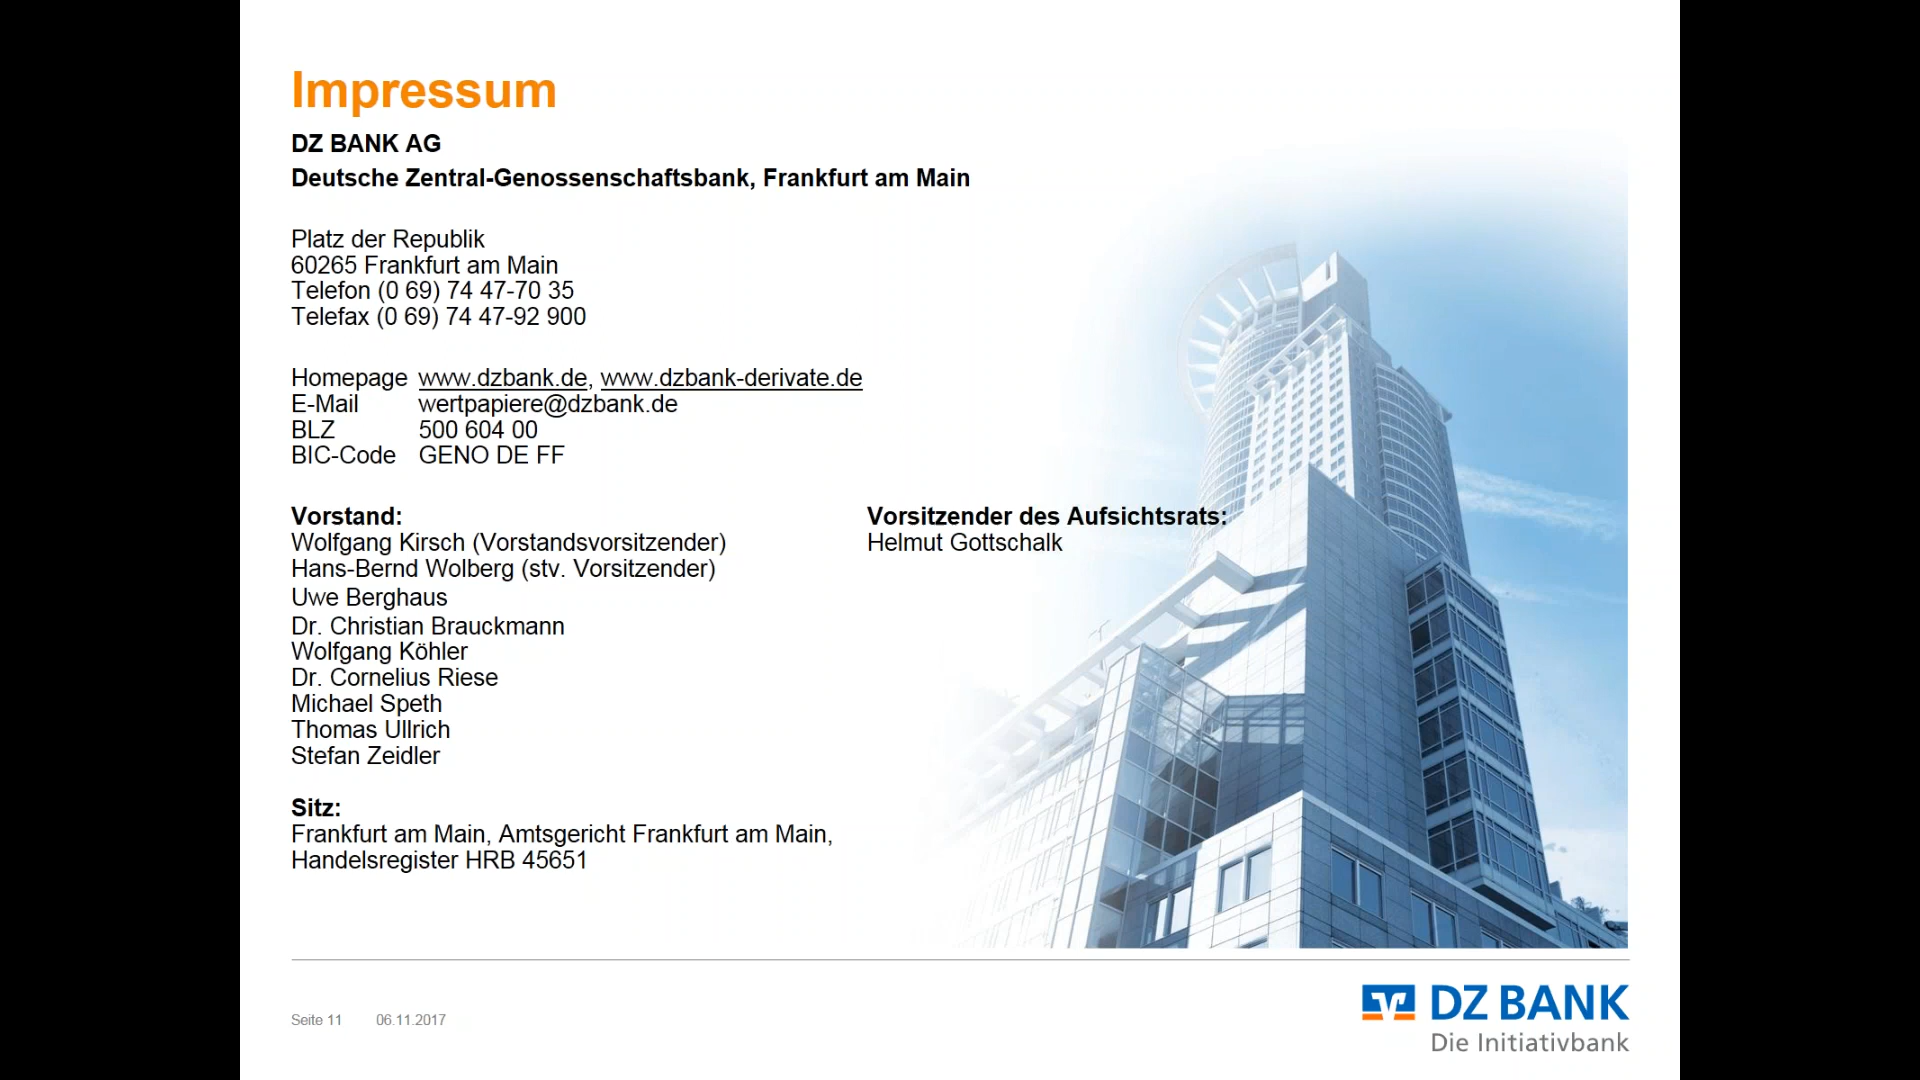 Impressum
DZ BANK AG
Deutsche Zentral-Genossenschaftsbank, Frankfurt am Main
Platz der Republik
60265 Frankfurt am Main
Telefon (0 69) 74 47-70 35
Telefax (0 69) 74 47-92 900
Homepage www.dzbank.de, www.dzbank-derivate.de
E-Mail wertpapiere@dzbank.de
BLZ 500 604 00
BIC-Code GENO DE FF
Vorstand:
Wolfgang Kirsch (Vorstandsvorsitzender)
Hans-Bernd Wolberg (stv. Vorsitzender)
Uwe Berghaus
Dr. Christian Brauckmann
Wolfgang Köhler
Dr. Cornelius Riese
Michael Speth
Thomas Ullrich
Stefan Zeidler
Vorsitzender des Aufsichtsrats:
Helmut Gottschalk
Sitz:
Frankfurt am Main, Amtsgericht Frankfurt am Main,
Handelsregister HRB 45651
Seite 11 06.11.2017
DZ BANK
Die Initiativbank